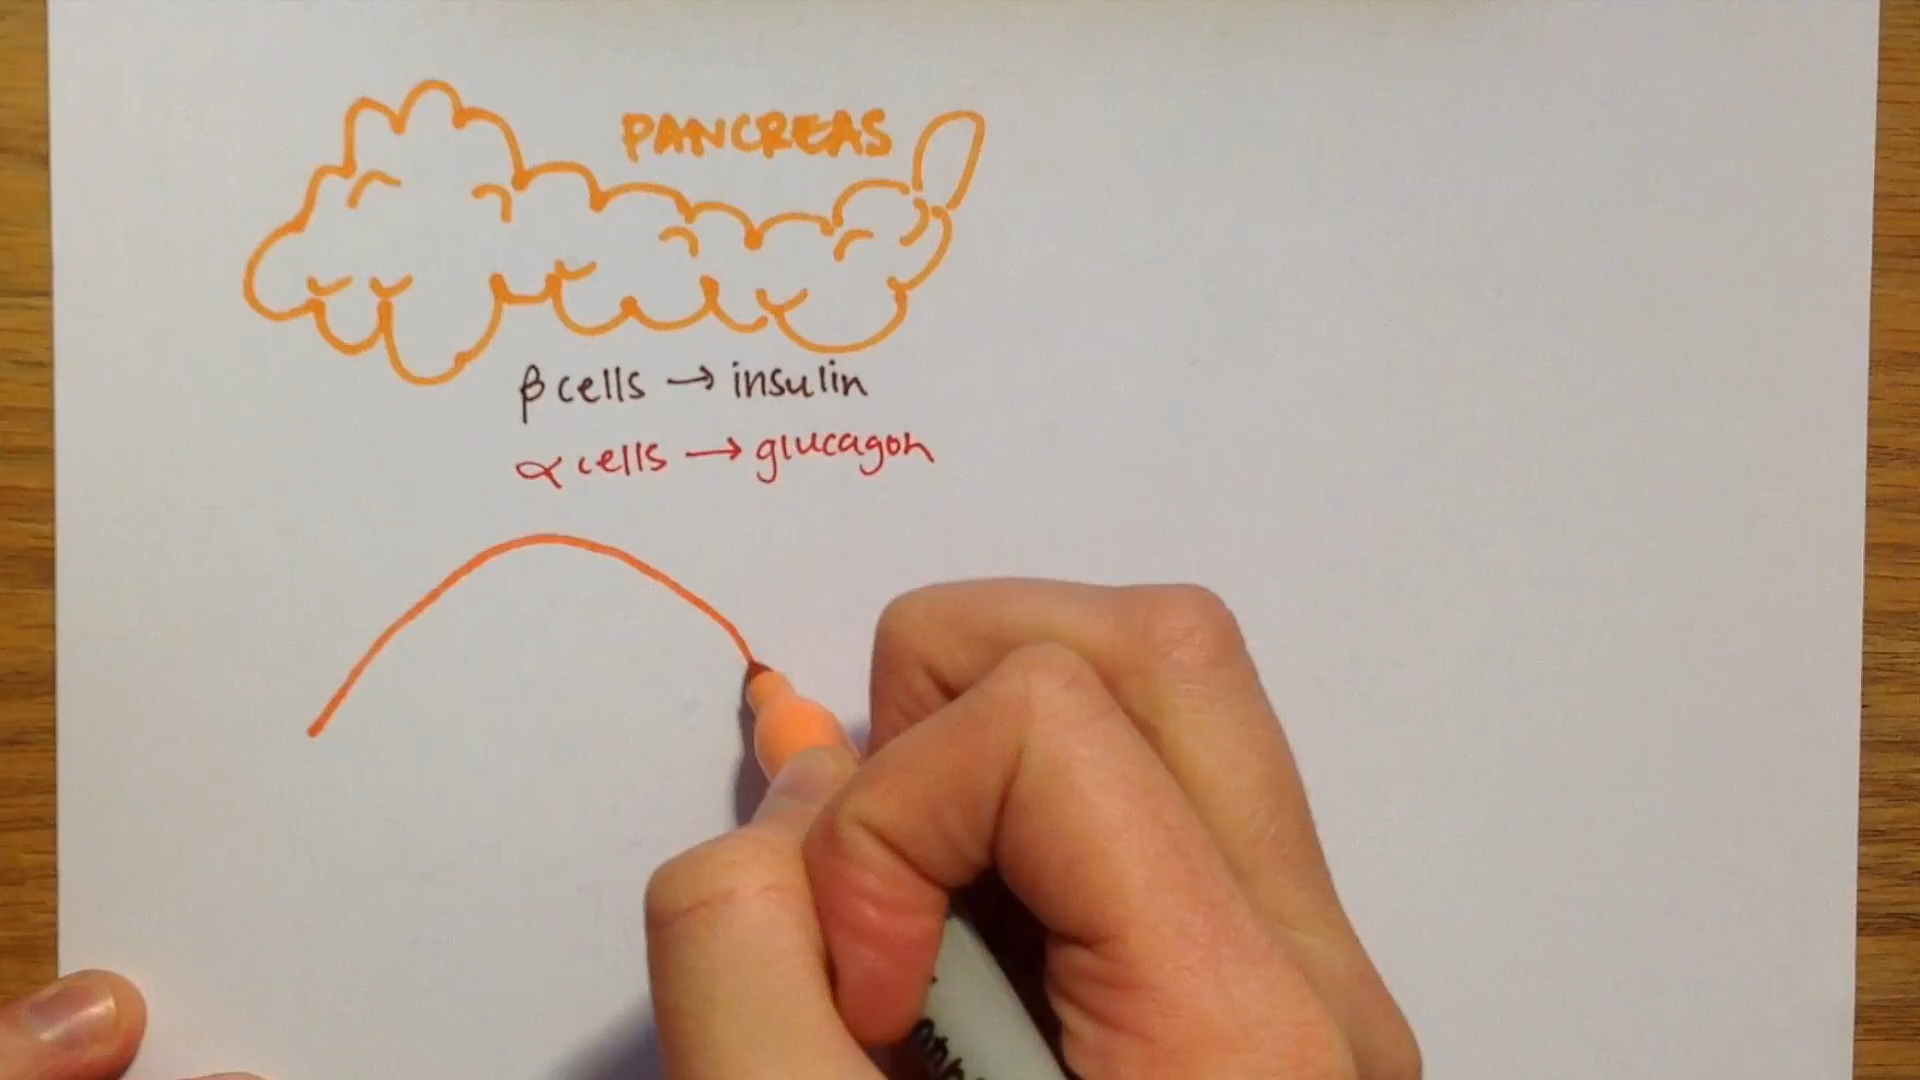 PANCREAS
β cells → insulin
α cells → glucagon